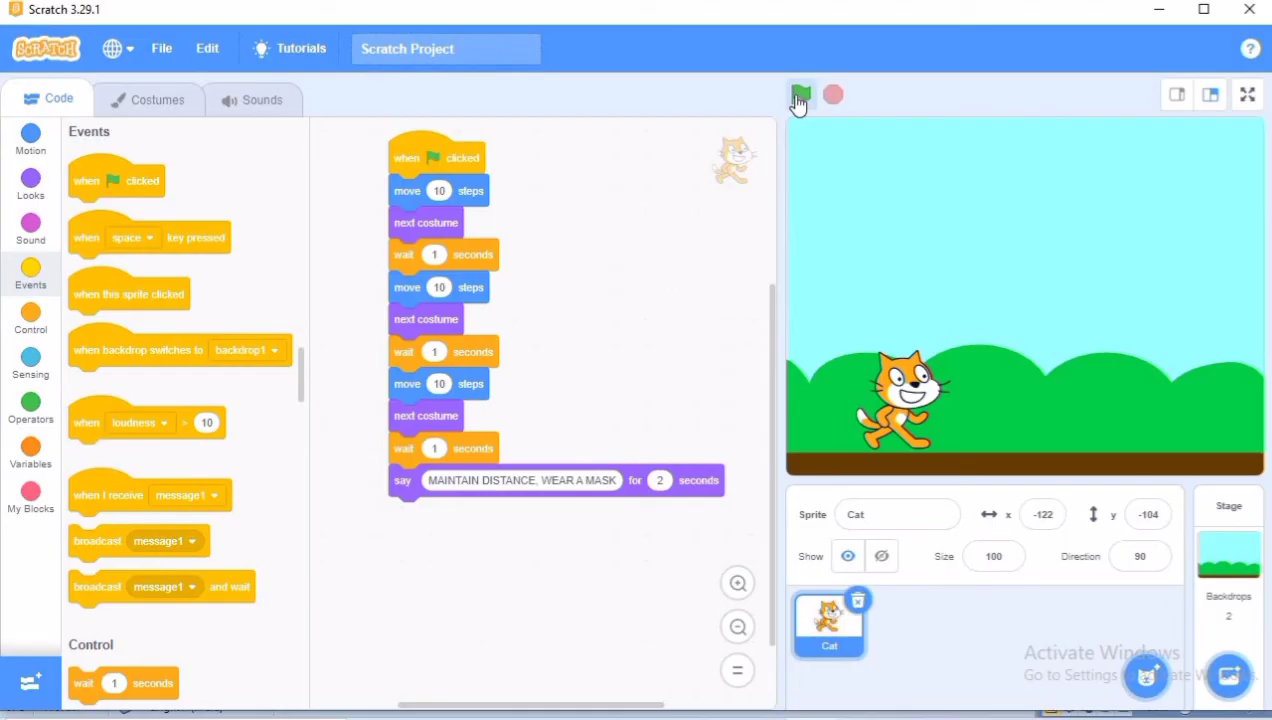 Scratch 3.29.1
SCRATCH File Edit Tutorials Scratch Project ?
Code Costumes Sounds
Motion
Looks
Sound
Events
Control
Sensing
Operators
Variables
My Blocks
Events
when clicked
when space key pressed
when this sprite clicked
when backdrop switches to backdrop1
when loudness > 10
when I receive message1
broadcast message1
broadcast message1 and wait
Control
wait 1 seconds
when clicked
move 10 steps
next costume
wait 1 seconds
move 10 steps
next costume
wait 1 seconds
move 10 steps
next costume
wait 1 seconds
say MAINTAIN DISTANCE, WEAR A MASK for 2 seconds
Sprite Cat x -122 y -104
Show Size 100 Direction 90
Cat
Stage
Backdrops
2
Activate Windows
Go to Settings